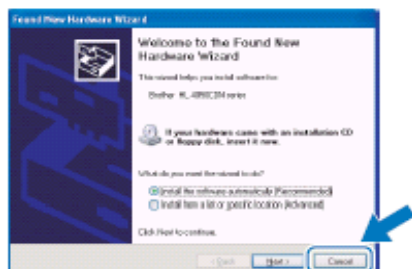 Found New Hardware Wizard
Welcome to the Found New
Hardware Wizard
This wizard helps you install software for:
Brother HL-4050CDN series
If your hardware came with an installation CD
or floppy disk, insert it now.
What do you want the wizard to do?
Install the software automatically (Recommended)
Install from a list or specific location (Advanced)
Click Next to continue.
< Back
Next >
Cancel